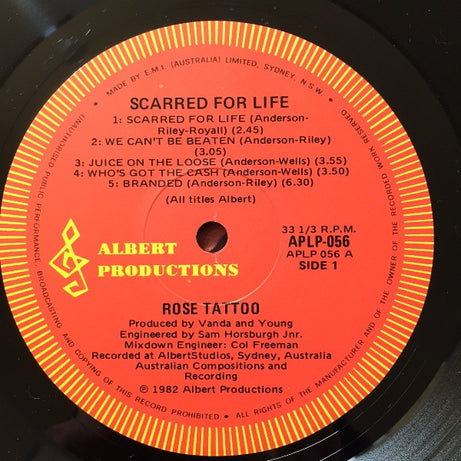 • MADE BY E.M.I. (AUSTRALIA) LIMITED, SYDNEY, N.S.W. •
SCARRED FOR LIFE
1: SCARRED FOR LIFE (Anderson-
Riley-Royall) (2.45)
2: WE CAN'T BE BEATEN (Anderson-Riley)
(3.05)
3: JUICE ON THE LOOSE (Anderson-Wells) (3.55)
4: WHO'S GOT THE CASH (Anderson-Wells) (3.50)
5: BRANDED (Anderson-Riley) (6.30)
(All titles Albert)
33 1/3 R.P.M.
APLP-056
APLP 056 A
SIDE 1
ALBERT
PRODUCTIONS
ROSE TATTOO
Produced by Vanda and Young
Engineered by Sam Horsburgh Jnr.
Mixdown Engineer: Col Freeman
Recorded at AlbertStudios, Sydney, Australia
Australian Compositions and
Recording
℗ © 1982 Albert Productions
UNAUTHORISED PUBLIC PERFORMANCE, BROADCASTING AND COPYING OF THIS RECORD PROHIBITED • ALL RIGHTS OF THE MANUFACTURER AND OF THE OWNER OF THE RECORDED WORK RESERVED